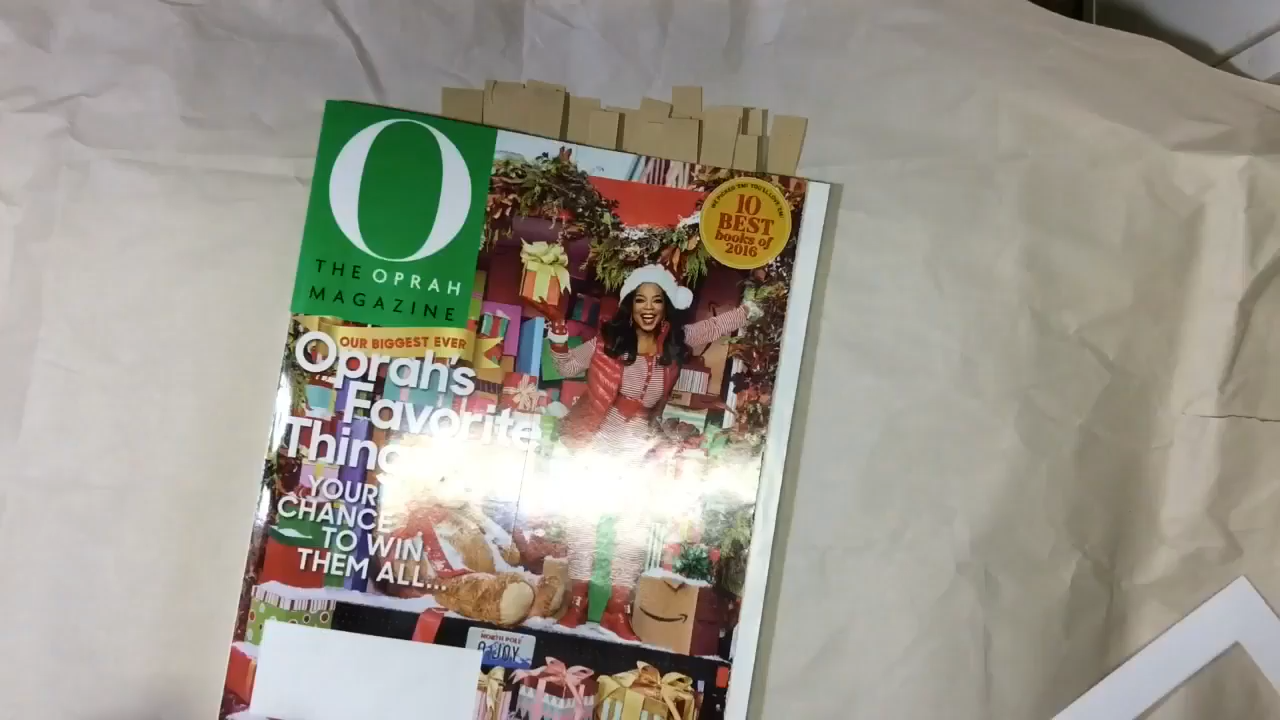 O
THE OPRAH
MAGAZINE
10
BEST
books of
2016
OUR BIGGEST EVER
Oprah's
Favorite
YOUR
CHANCE
TO WIN
THEM ALL...
NORTH POLE